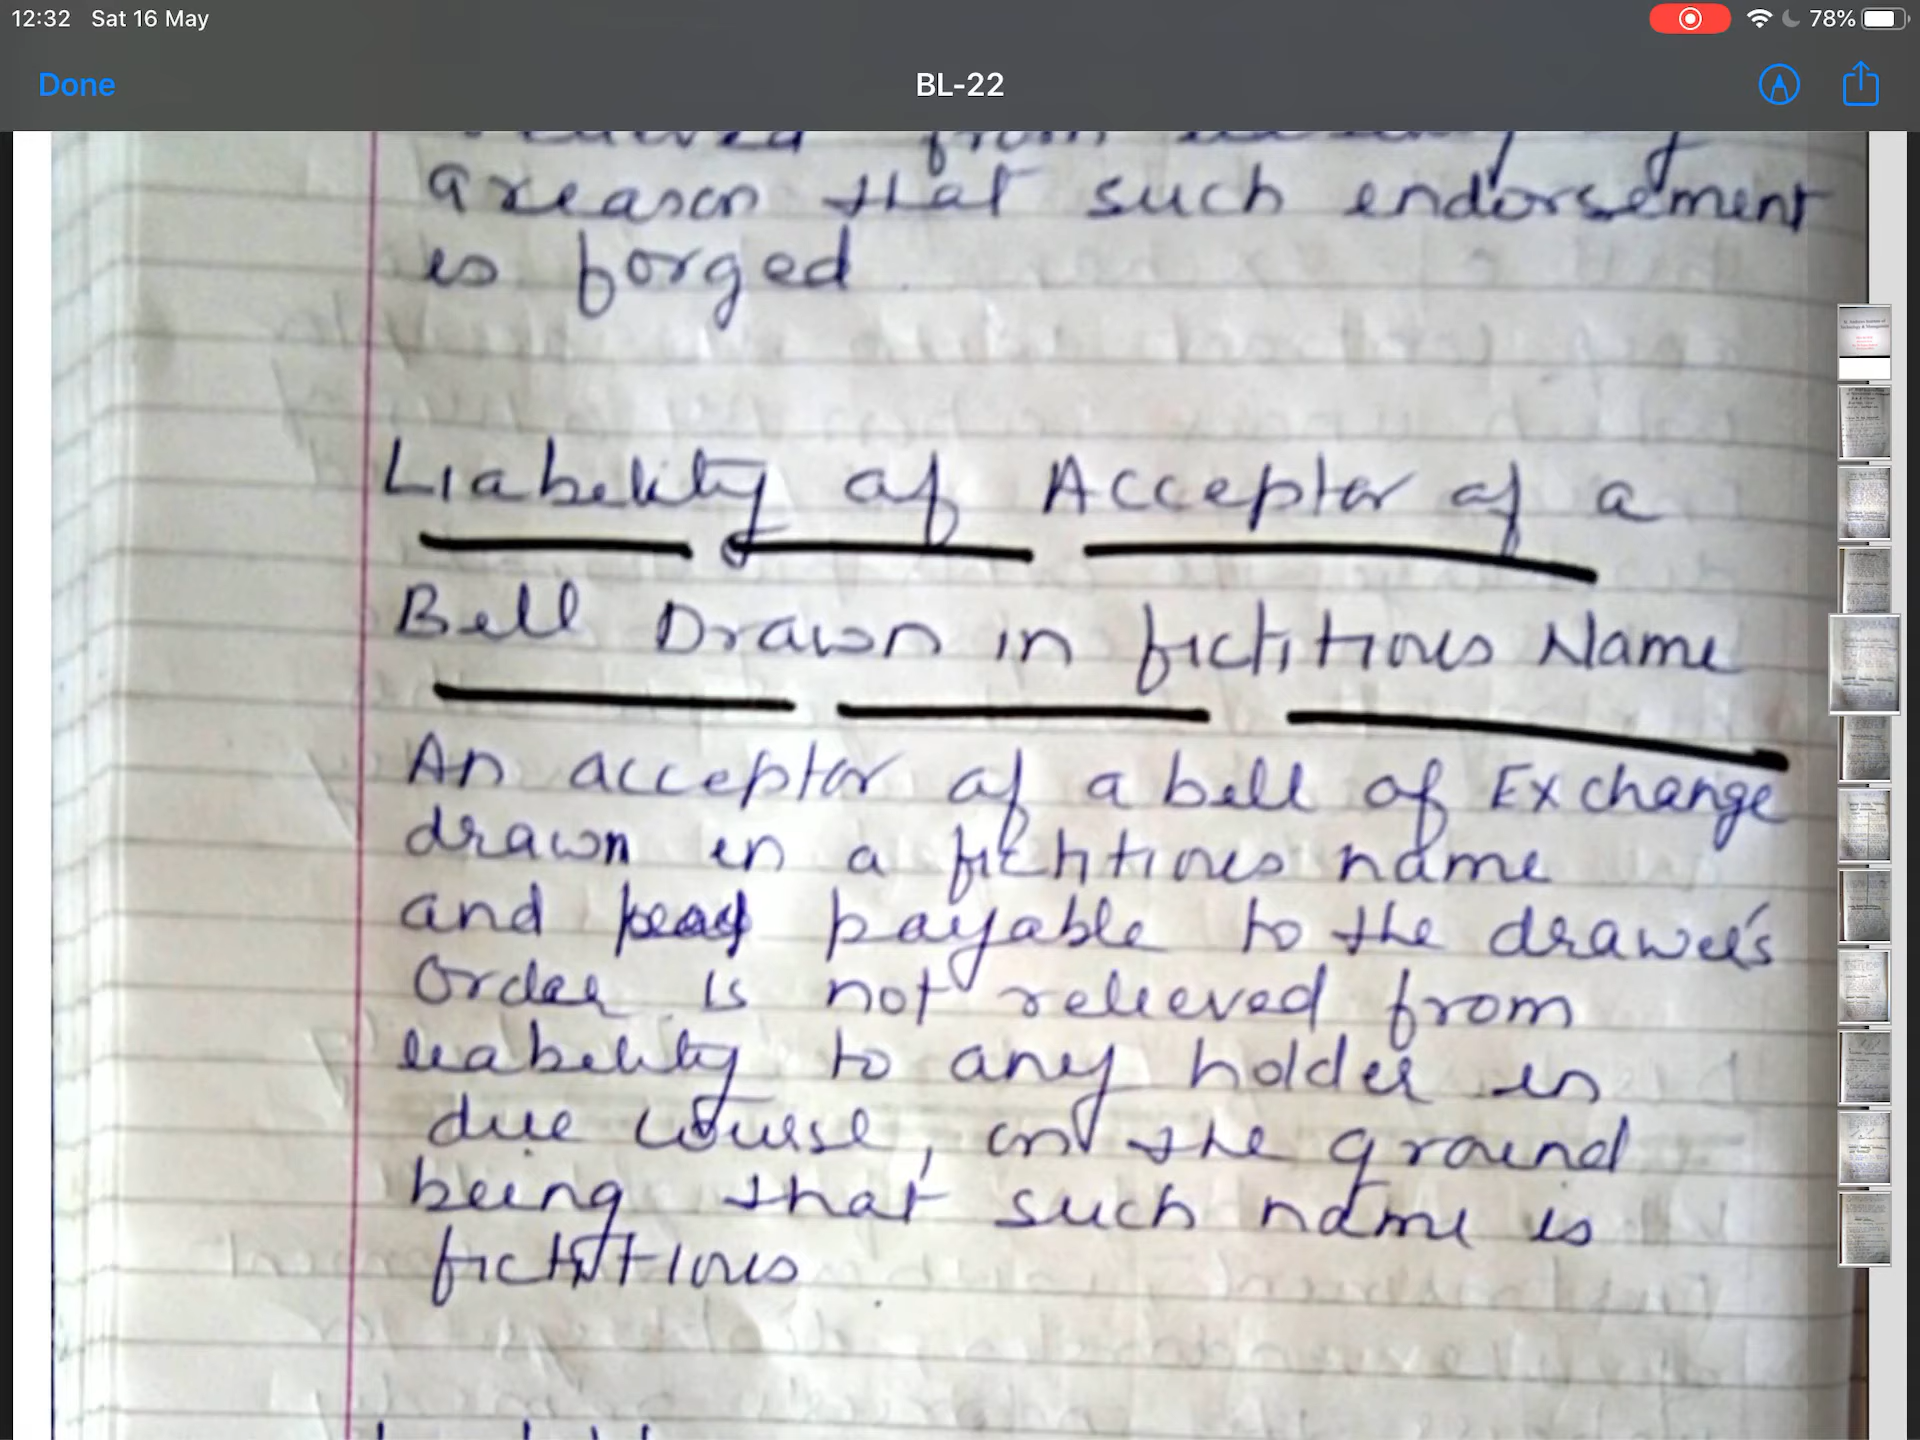 12:32 Sat 16 May
78%
Done
BL-22
from
a reason that such endorsement
is forged
Liability of Acceptor of a
Bill Drawn in fictitious Name
An acceptor of a bill of Exchange
drawn in a fictitious name
and payable to the drawer's
Order is not relieved from
liability to any holder in
due course, on the ground
being that such name is
fictitious